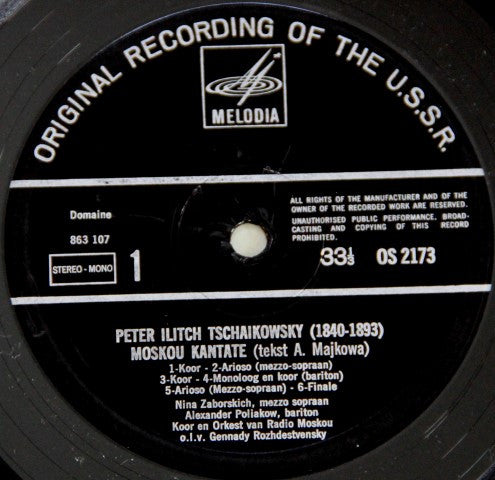 ORIGINAL RECORDING OF THE U.S.S.R.
MELODIA
Domaine
863 107
STEREO - MONO
1
ALL RIGHTS OF THE MANUFACTURER AND OF THE
OWNER OF THE RECORDED WORK ARE RESERVED.
UNAUTHORISED PUBLIC PERFORMANCE, BROAD-
CASTING AND COPYING OF THIS RECORD
PROHIBITED.
33⅓ OS 2173
PETER ILITCH TSCHAIKOWSKY (1840-1893)
MOSKOU KANTATE (tekst A. Majkowa)
1-Koor - 2-Arioso (mezzo-sopraan)
3-Koor - 4-Monoloog en koor (bariton)
5-Arioso (Mezzo-sopraan) - 6-Finale
Nina Zaborskich, mezzo sopraan
Alexander Poliakow, bariton
Koor en Orkest van Radio Moskou
o.l.v. Gennady Rozhdestvensky